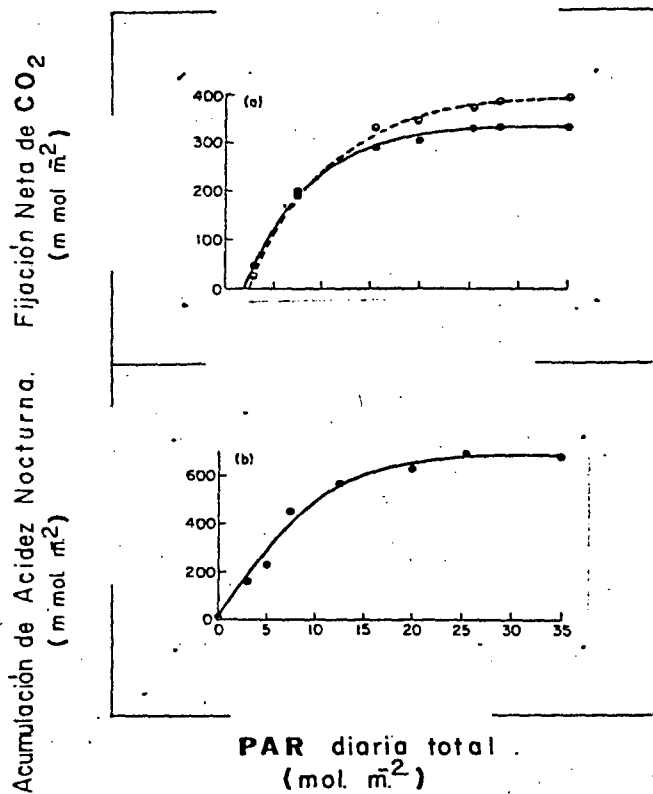 Fijación Neta de CO2
(m mol m̄2)
400
300
200
100
0
(a)
Acumulación de Acidez Nocturna.
(m mol m̄2)
600
400
200
0
(b)
0 5 10 15 20 25 30 35
PAR diaria total.
(mol. m̄.2)